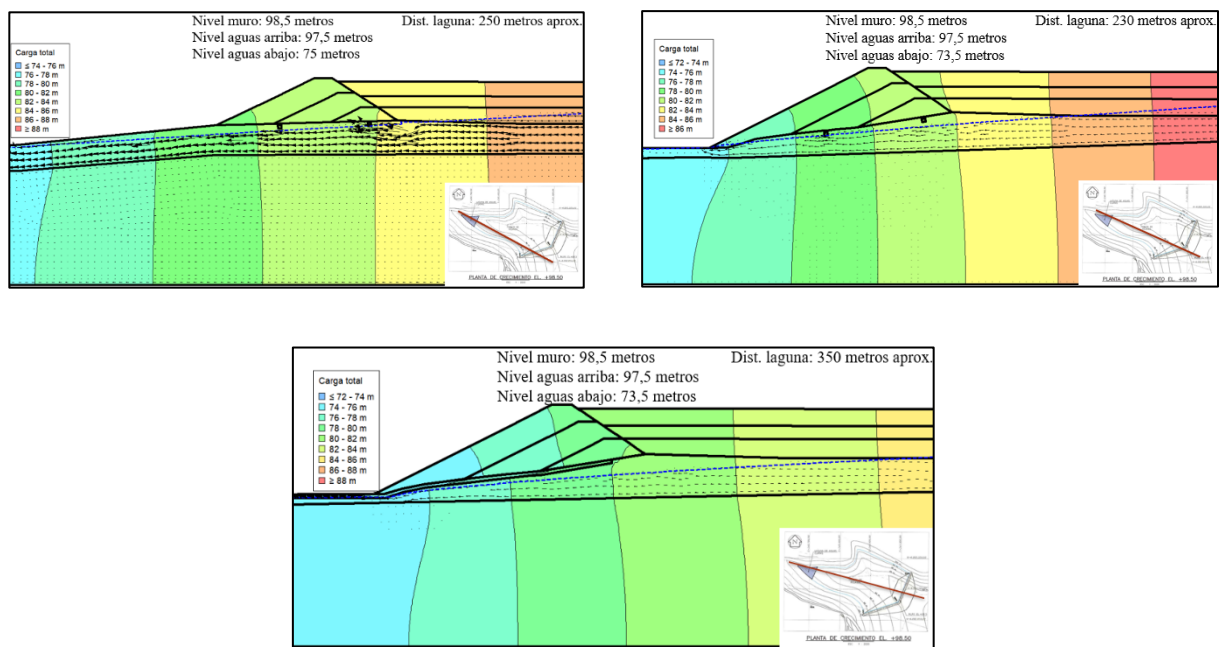 Nivel muro: 98,5 metros Dist. laguna: 250 metros aprox.
Nivel aguas arriba: 97,5 metros
Nivel aguas abajo: 75 metros
Carga total
≤ 74 - 76 m
76 - 78 m
78 - 80 m
80 - 82 m
82 - 84 m
84 - 86 m
86 - 88 m
≥ 88 m
PLANTA DE CRECIMIENTO EL. +98.50
Nivel muro: 98,5 metros Dist. laguna: 230 metros aprox.
Nivel aguas arriba: 97,5 metros
Nivel aguas abajo: 73,5 metros
Carga total
≤ 72 - 74 m
74 - 76 m
76 - 78 m
78 - 80 m
80 - 82 m
82 - 84 m
84 - 86 m
≥ 86 m
PLANTA DE CRECIMIENTO EL. +98.50
Nivel muro: 98,5 metros Dist. laguna: 350 metros aprox.
Nivel aguas arriba: 97,5 metros
Nivel aguas abajo: 73,5 metros
Carga total
≤ 72 - 74 m
74 - 76 m
76 - 78 m
78 - 80 m
80 - 82 m
82 - 84 m
84 - 86 m
86 - 88 m
≥ 88 m
PLANTA DE CRECIMIENTO EL. +98.50